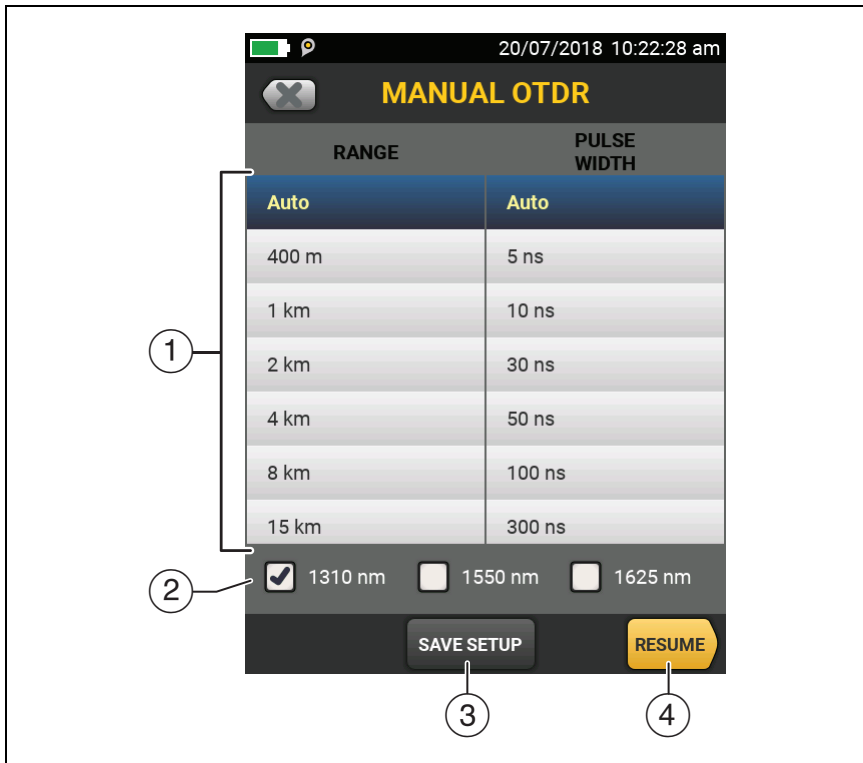 20/07/2018 10:22:28 am
MANUAL OTDR
RANGE
PULSE
WIDTH
Auto Auto
400 m 5 ns
1 km 10 ns
1
2 km 30 ns
4 km 50 ns
8 km 100 ns
15 km 300 ns
2
1310 nm 1550 nm 1625 nm
SAVE SETUP RESUME
3 4